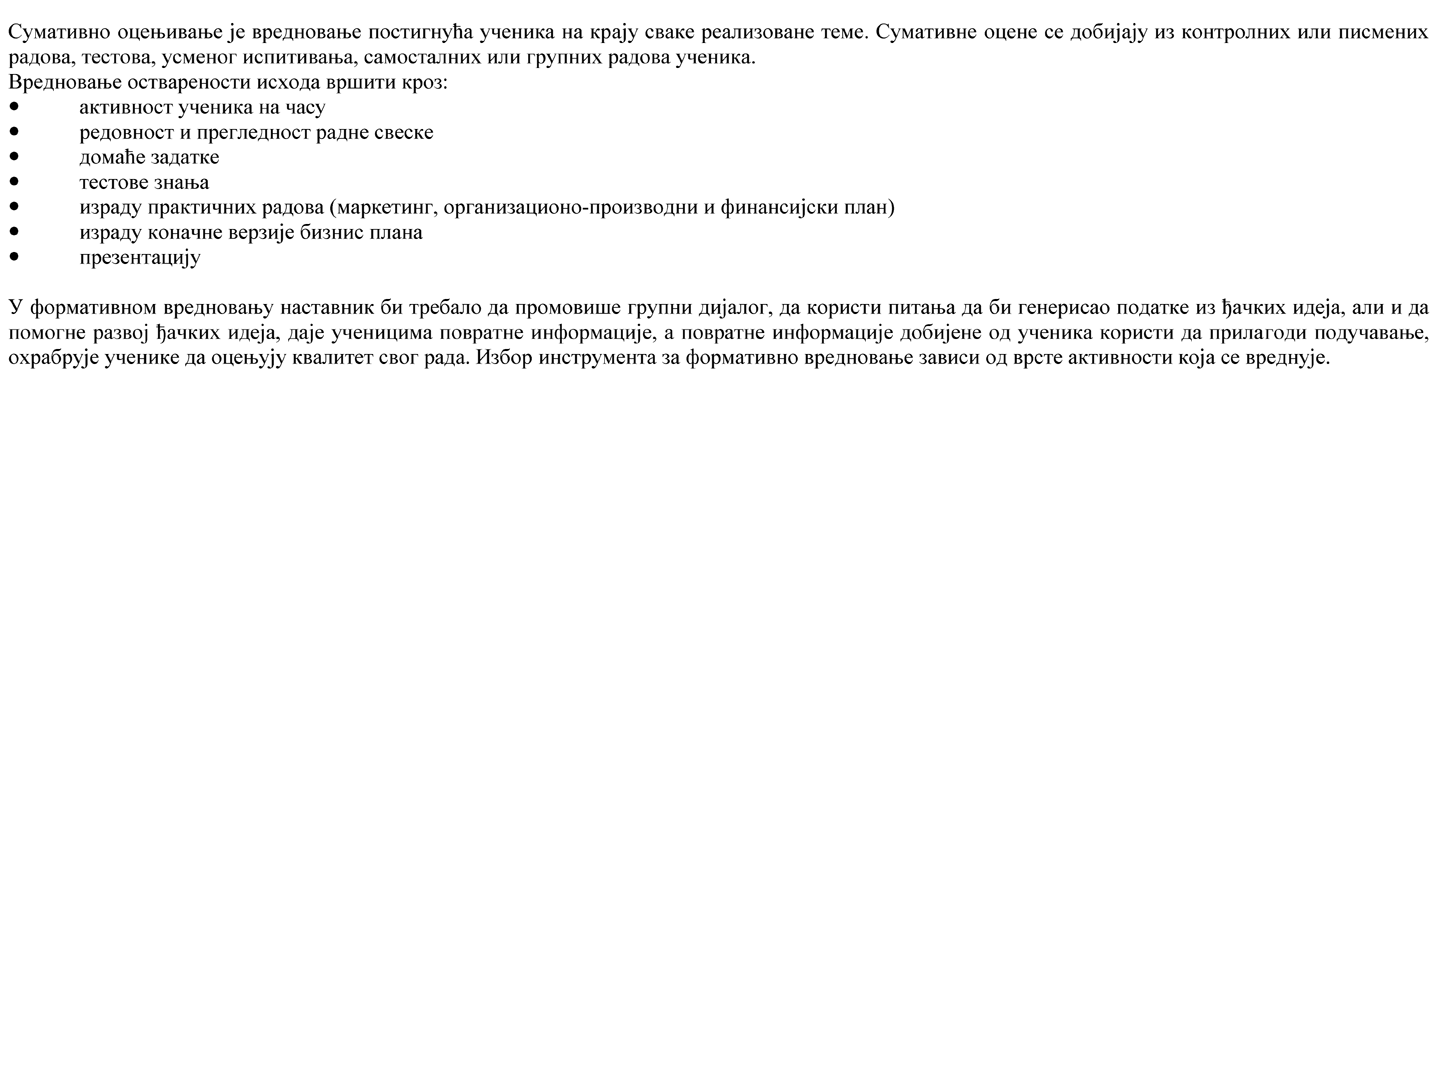 Сумативно оцењивање је вредновање постигнућа ученика на крају сваке реализоване теме. Сумативне оцене се добијају из контролних или писмених
радова, тестова, усменог испитивања, самосталних или групних радова ученика.
Вредновање остварености исхода вршити кроз:
● активност ученика на часу
● редовност и прегледност радне свеске
● домаће задатке
● тестове знања
● израду практичних радова (маркетинг, организационо-производни и финансијски план)
● израду коначне верзије бизнис плана
● презентацију
У формативном вредновању наставник би требало да промовише групни дијалог, да користи питања да би генерисао податке из ђачких идеја, али и да
помогне развој ђачких идеја, даје ученицима повратне информације, а повратне информације добијене од ученика користи да прилагоди подучавање,
охрабрује ученике да оцењују квалитет свог рада. Избор инструмента за формативно вредновање зависи од врсте активности која се вреднује.